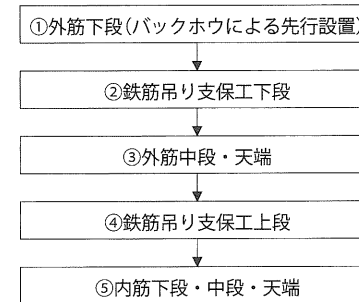 ①外筋下段(バックホウによる先行設置)
②鉄筋吊り支保工下段
③外筋中段・天端
④鉄筋吊り支保工上段
⑤内筋下段・中段・天端